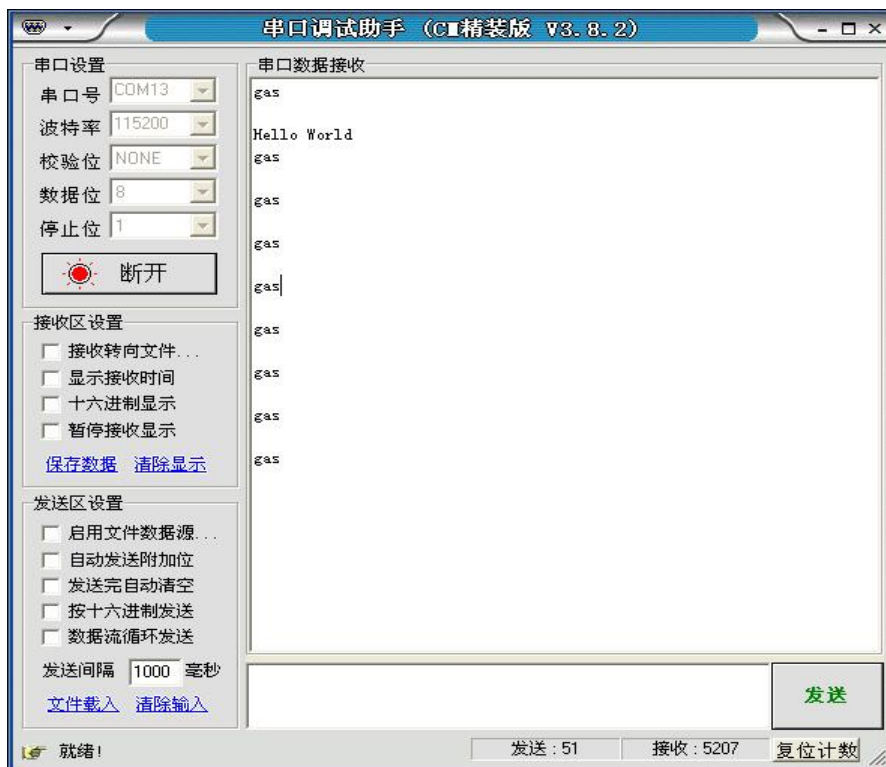 串口调试助手 (CⅡ精装版 V3.8.2)
串口设置
串口号 COM13
波特率 115200
校验位 NONE
数据位 8
停止位 1
断开
接收区设置
接收转向文件...
显示接收时间
十六进制显示
暂停接收显示
保存数据 清除显示
发送区设置
启用文件数据源...
自动发送附加位
发送完自动清空
按十六进制发送
数据流循环发送
发送间隔 1000 毫秒
文件载入 清除输入
串口数据接收
gas
Hello World
gas
gas
gas
gas
gas
gas
gas
gas
发送
就绪!
发送 : 51
接收 : 5207
复位计数